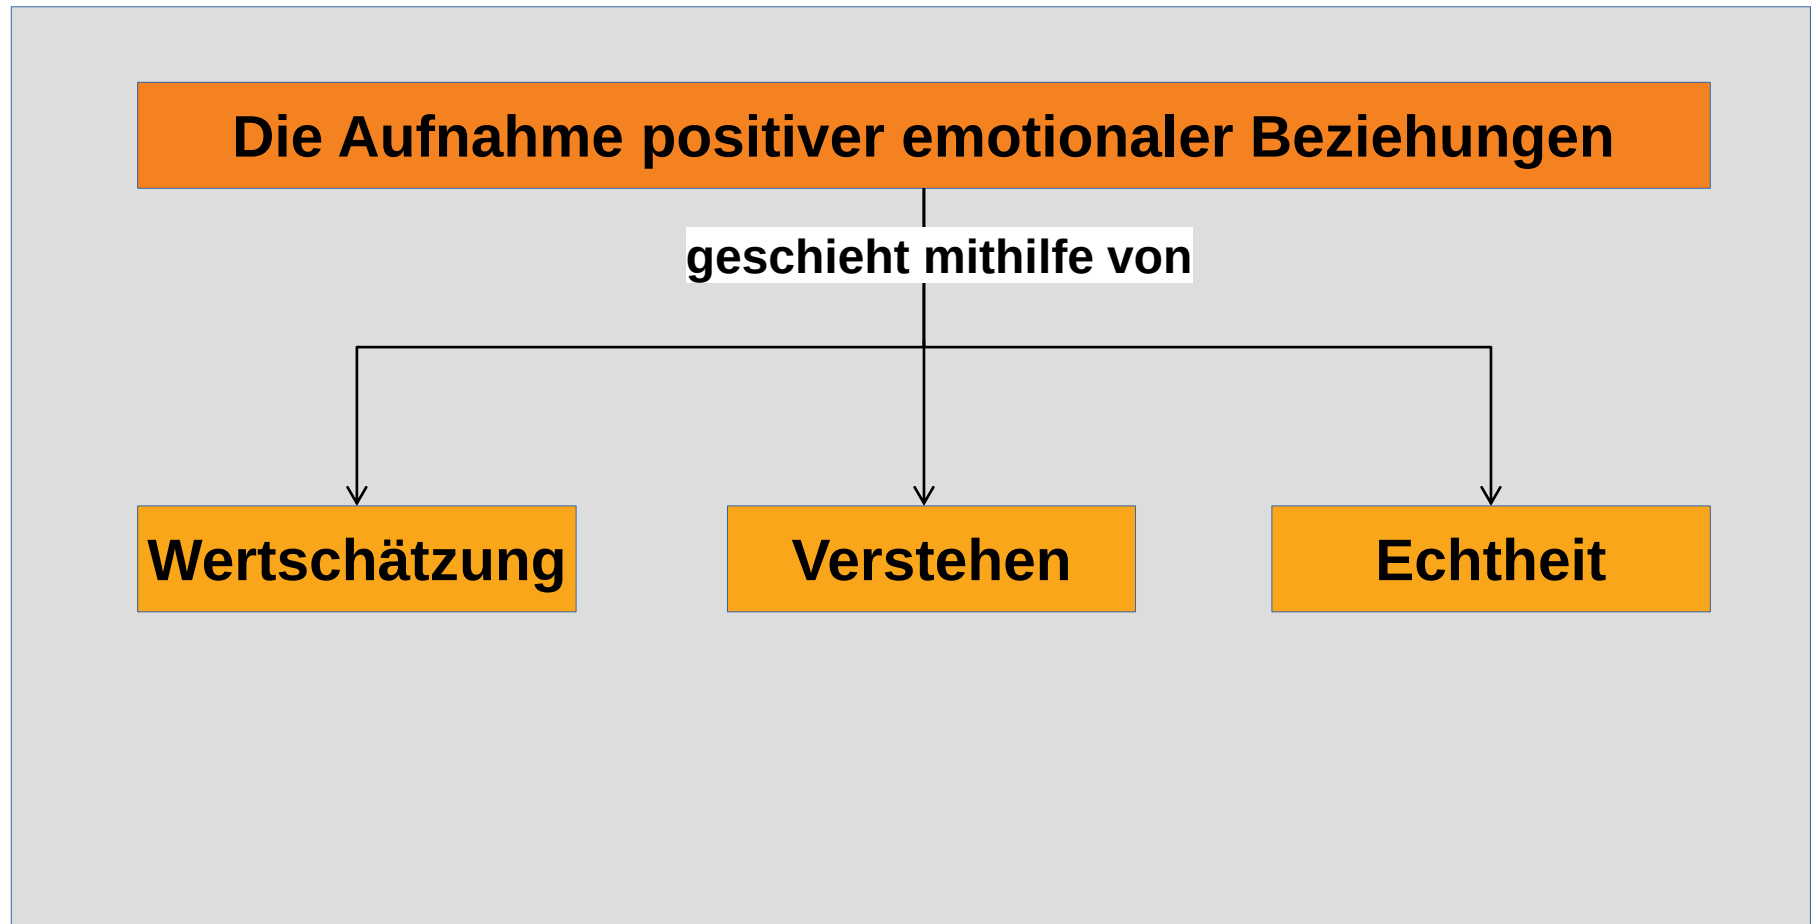 Die Aufnahme positiver emotionaler Beziehungen
geschieht mithilfe von
Wertschätzung
Verstehen
Echtheit